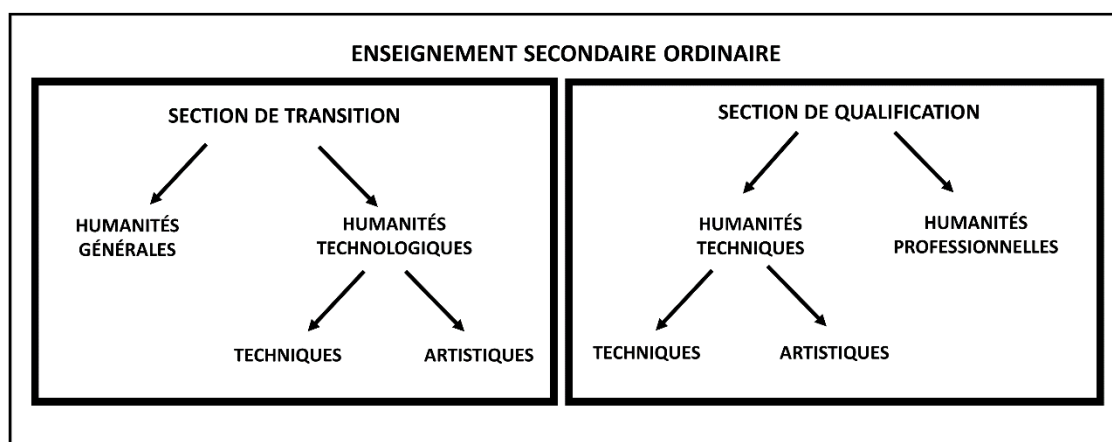 ENSEIGNEMENT SECONDAIRE ORDINAIRE
SECTION DE TRANSITION
HUMANITÉS
GÉNÉRALES
HUMANITÉS
TECHNOLOGIQUES
TECHNIQUES
ARTISTIQUES
SECTION DE QUALIFICATION
HUMANITÉS
TECHNIQUES
HUMANITÉS
PROFESSIONNELLES
TECHNIQUES
ARTISTIQUES